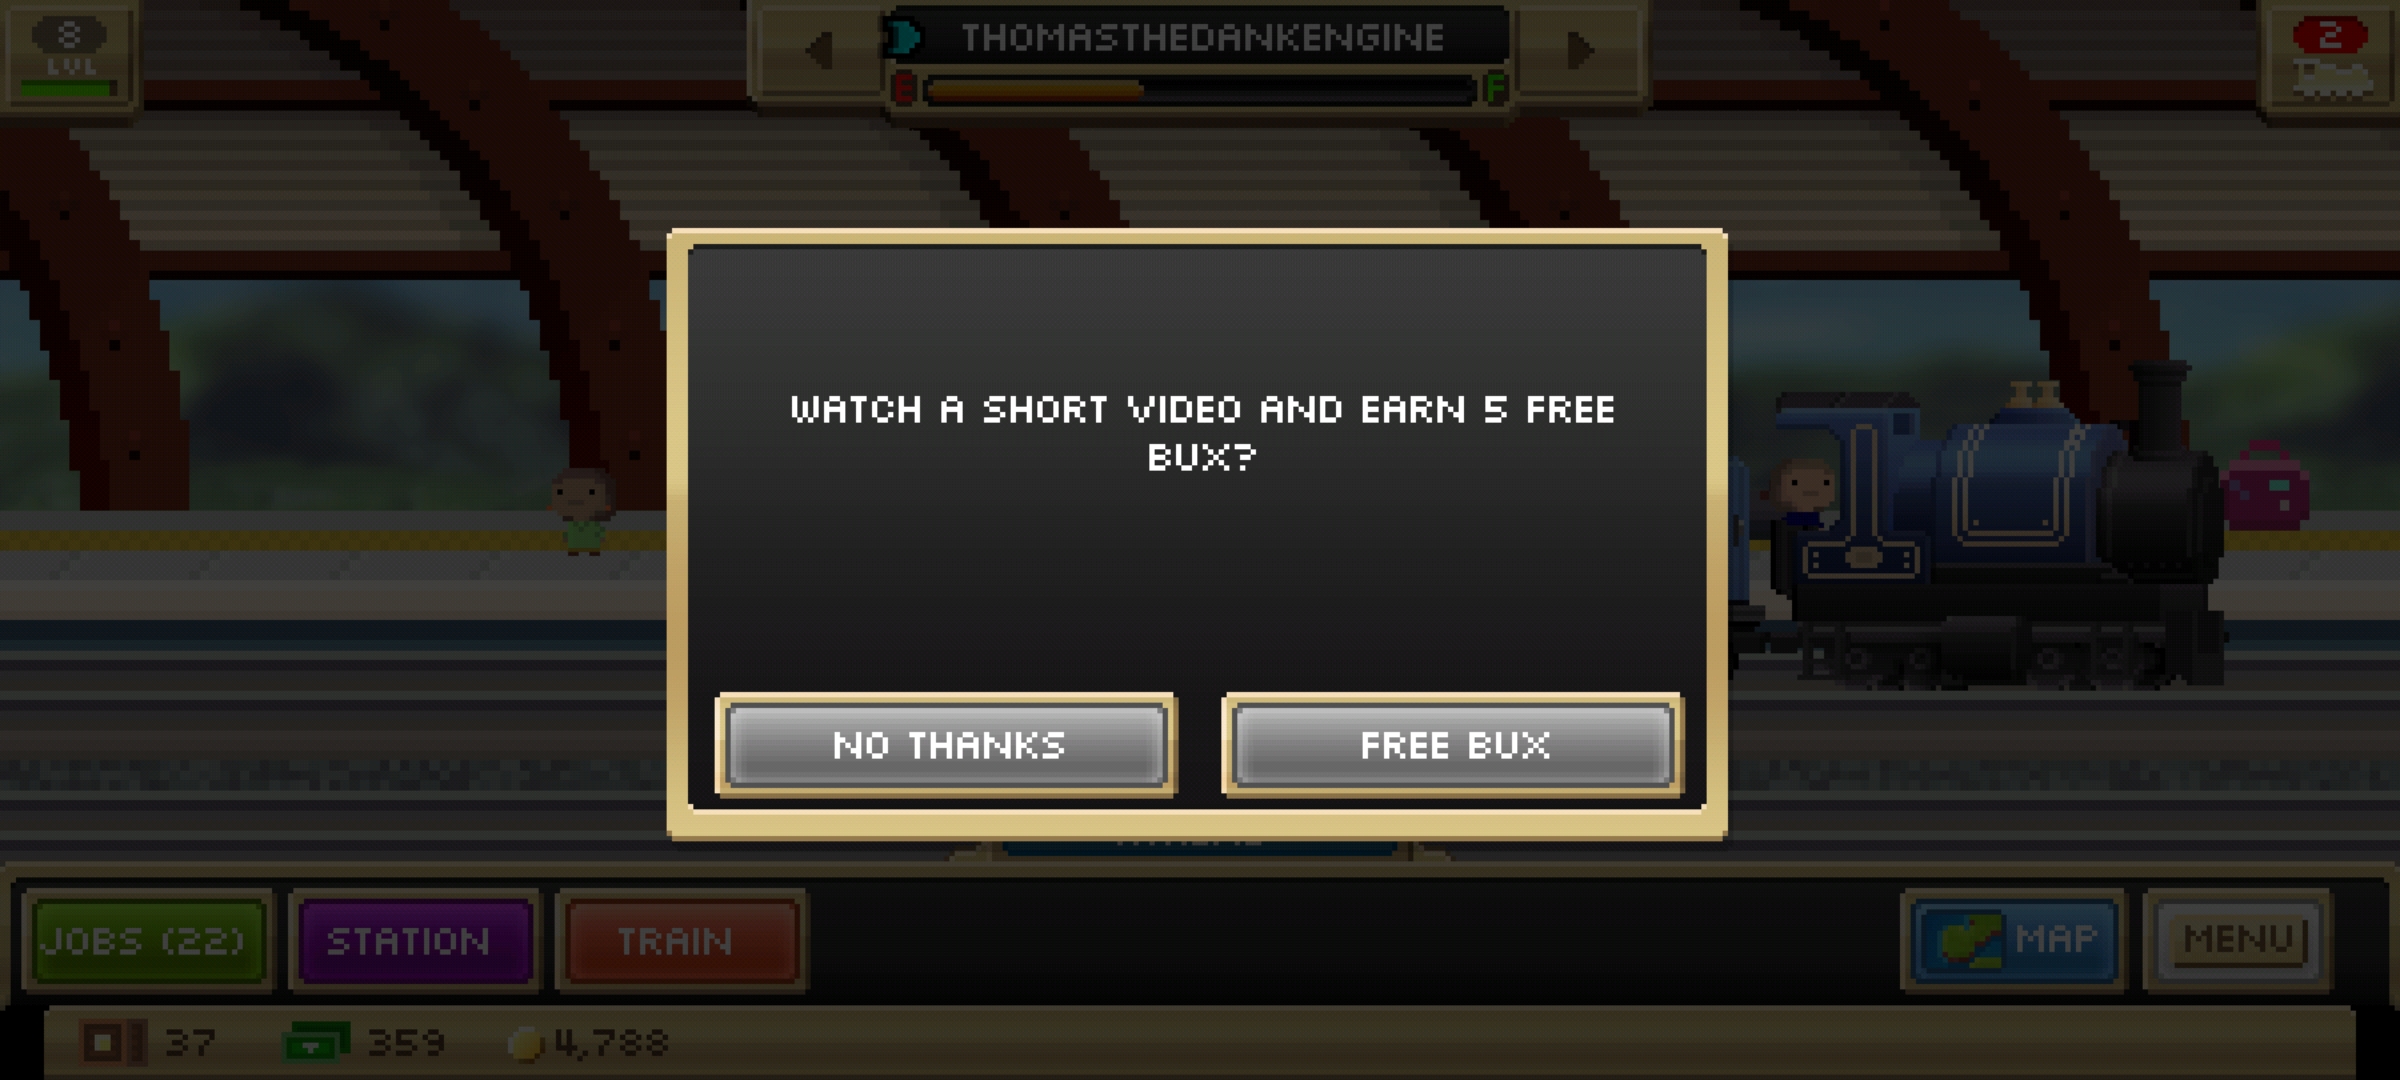 8
LVL
THOMASTHEDANKENGINE
E F
2
WATCH A SHORT VIDEO AND EARN 5 FREE
BUX?
NO THANKS FREE BUX
JOBS (22) STATION TRAIN MAP MENU
37 359 4,788